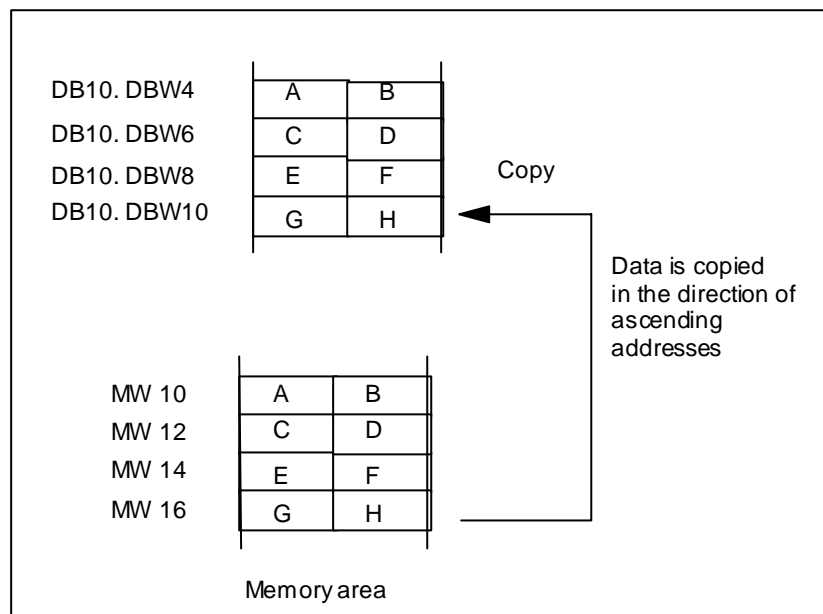 DB10. DBW4 A B
DB10. DBW6 C D
DB10. DBW8 E F
DB10. DBW10 G H
Copy
Data is copied
in the direction of
ascending
addresses
MW 10 A B
MW 12 C D
MW 14 E F
MW 16 G H
Memory area